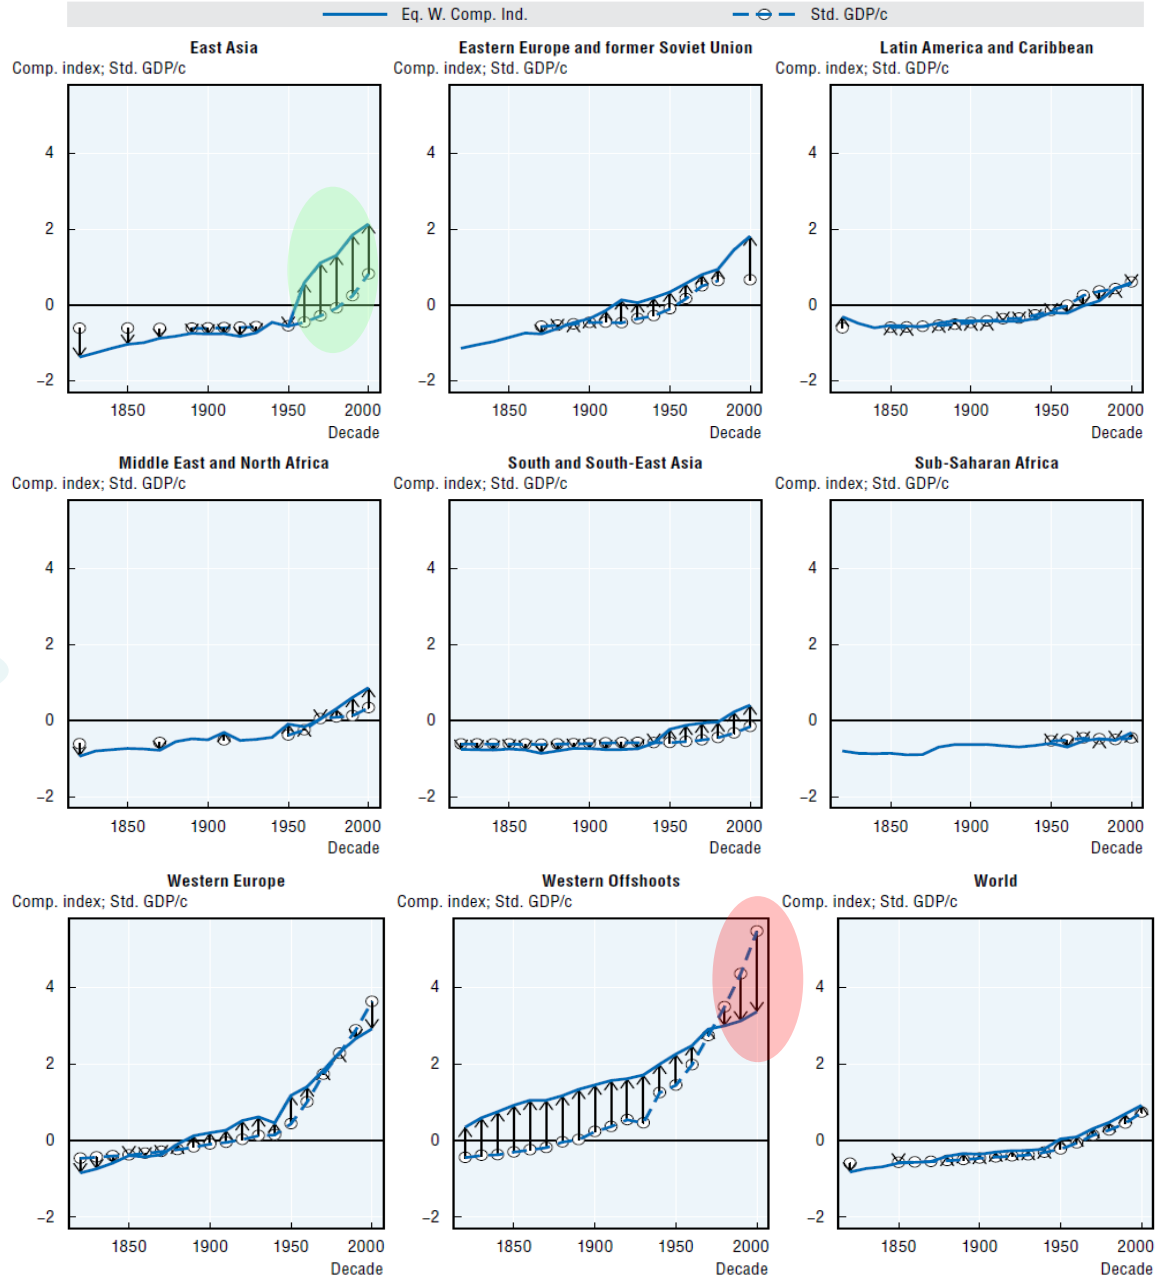 Eq. W. Comp. Ind. Std. GDP/c
East Asia Eastern Europe and former Soviet Union Latin America and Caribbean
Comp. index; Std. GDP/c Comp. index; Std. GDP/c Comp. index; Std. GDP/c
4 4 4
2 2 2
0 0 0
−2 −2 −2
1850 1900 1950 2000 1850 1900 1950 2000 1850 1900 1950 2000
Decade Decade Decade
Middle East and North Africa South and South-East Asia Sub-Saharan Africa
Comp. index; Std. GDP/c Comp. index; Std. GDP/c Comp. index; Std. GDP/c
4 4 4
2 2 2
0 0 0
−2 −2 −2
1850 1900 1950 2000 1850 1900 1950 2000 1850 1900 1950 2000
Decade Decade Decade
Western Europe Western Offshoots World
Comp. index; Std. GDP/c Comp. index; Std. GDP/c Comp. index; Std. GDP/c
4 4 4
2 2 2
0 0 0
−2 −2 −2
1850 1900 1950 2000 1850 1900 1950 2000 1850 1900 1950 2000
Decade Decade Decade